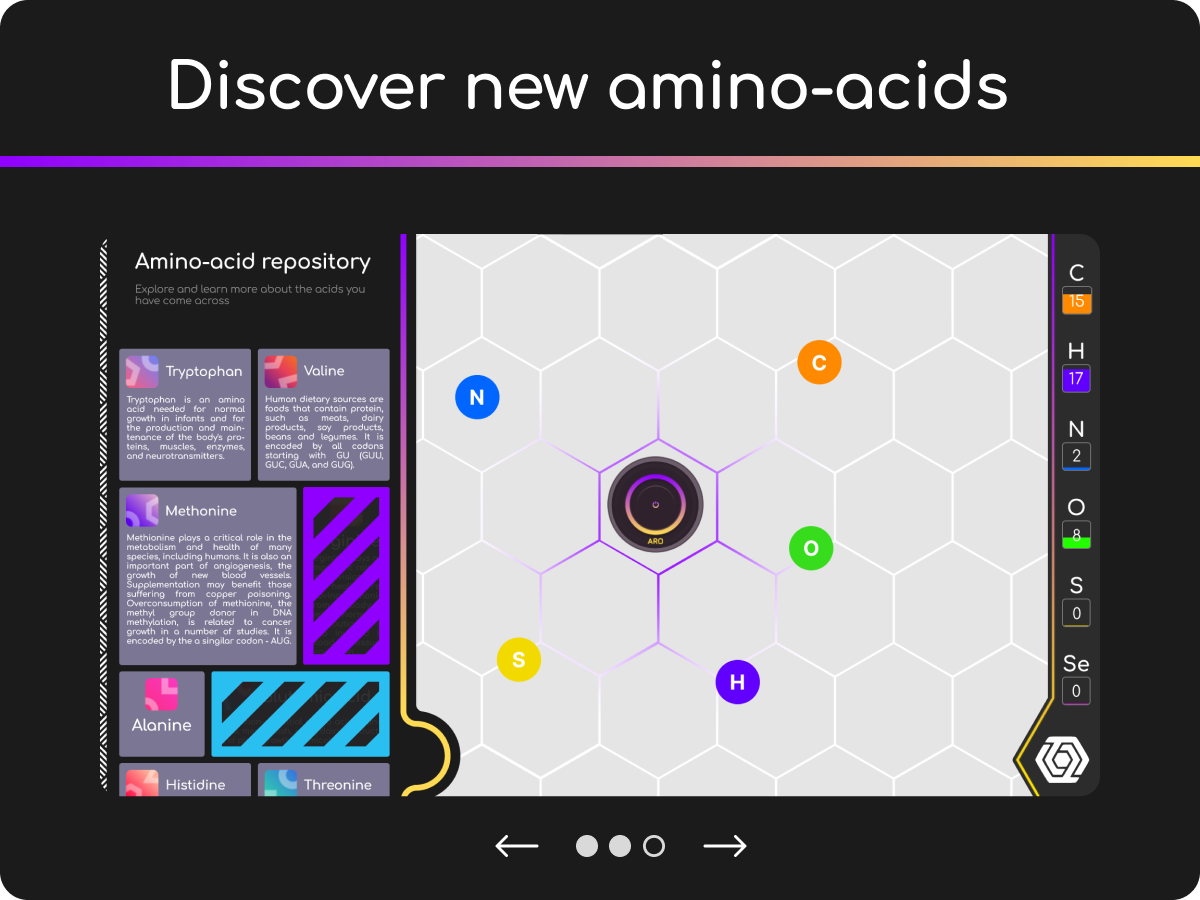 Discover new amino-acids
Amino-acid repository
Explore and learn more about the acids you
have come across
Tryptophan
Tryptophan is an amino
acid needed for normal
growth in infants and for
the production and main-
tenance of the body's pro-
teins, muscles, enzymes,
and neurotransmitters.
Valine
Human dietary sources are
foods that contain protein,
such as meats, dairy
products, soy products,
beans and legumes. It is
encoded by all codons
starting with GU (GUU,
GUC, GUA, and GUG).
Methonine
Methionine plays a critical role in the
metabolism and health of many
species, including humans. It is also an
important part of angiogenesis, the
growth of new blood vessels.
Supplementation may benefit those
suffering from copper poisoning.
Overconsumption of methionine, the
methyl group donor in DNA
methylation, is related to cancer
growth in a number of studies. It is
encoded by the a singilar codon - AUG.
Alanine
Histidine
Threonine
N
C
ARO
O
S
H
C
15
H
17
N
2
O
8
S
0
Se
0